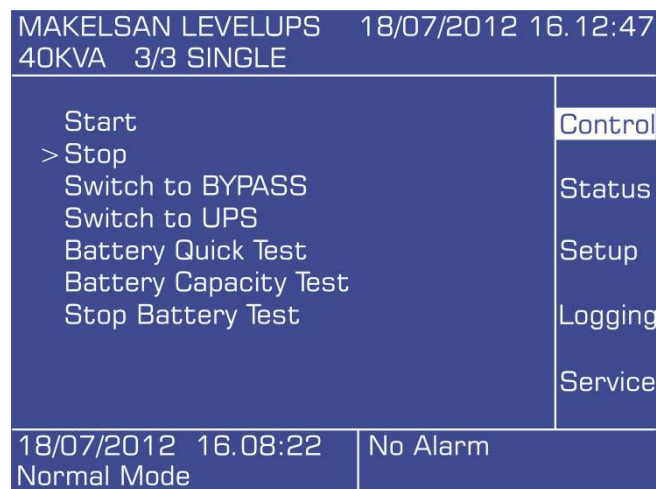 MAKELSAN LEVELUPS 18/07/2012 16.12:47
40KVA 3/3 SINGLE
Start
>Stop
Switch to BYPASS
Switch to UPS
Battery Quick Test
Battery Capacity Test
Stop Battery Test
Control
Status
Setup
Logging
Service
18/07/2012 16.08:22
Normal Mode
No Alarm